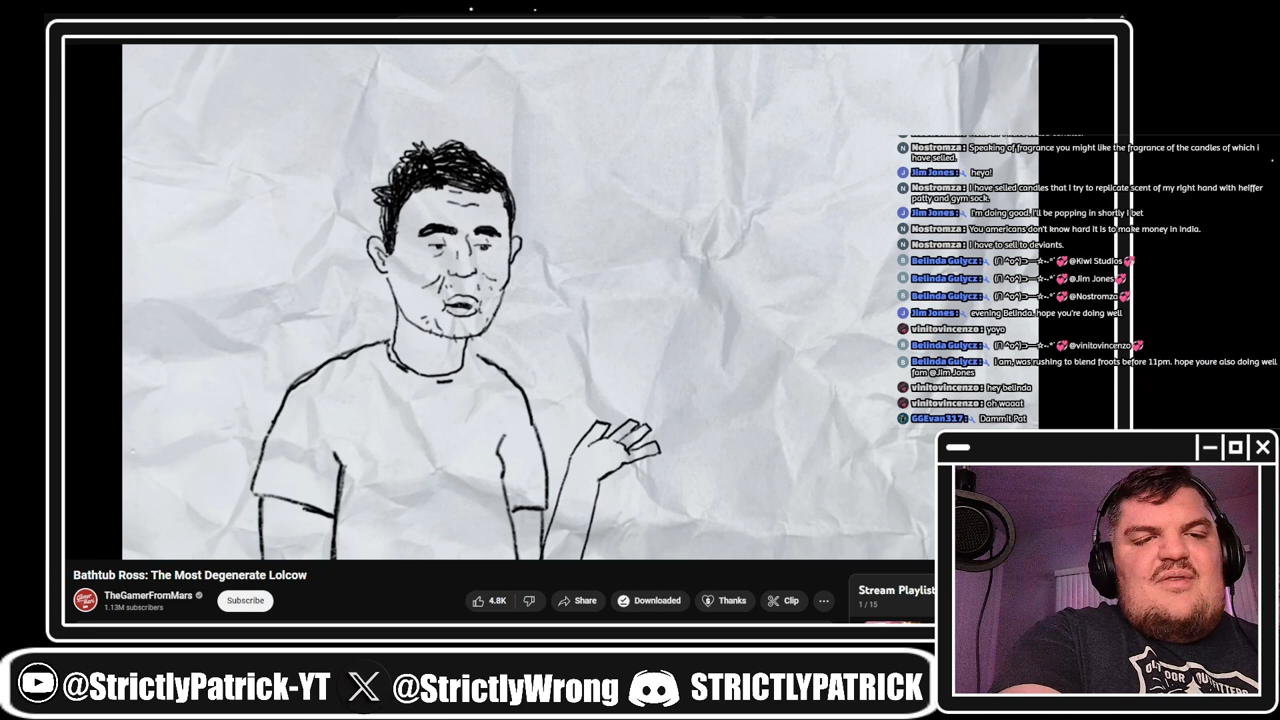 Nostromza: Speaking of fragrance you might like the fragrance of the candles of which i
have selled.
Jim Jones: heya!
Nostromza: I have selled candles that I try to replicate scent of my right hand with heiffer
patty and gym sock.
Jim Jones: I'm doing good. I'll be popping in shortly I bet
Nostromza: You americans don't know hard it is to make money in india.
Nostromza: I have to sell to deviants.
Belinda Gulycz: @Kiwi Studios
Belinda Gulycz: @Jim Jones
Belinda Gulycz: @Nostromza
Jim Jones: evening Belinda, hope you're doing well
vinitovincenzo: yoyo
Belinda Gulycz: @vinitovincenzo
Belinda Gulycz: I am, was rushing to blend froots before 11pm. hope youre also doing well
fam @Jim Jones
vinitovincenzo: hey belinda
vinitovincenzo: oh waaat
GGEvan317: Dammit Pat
Bathtub Ross: The Most Degenerate Lolcow
TheGamerFromMars
1.13M subscribers
Subscribe
4.8K
Share
Downloaded
Thanks
Clip
Stream Playlist
1 / 15
@StrictlyPatrick-YT
@StrictlyWrong
STRICTLYPATRICK